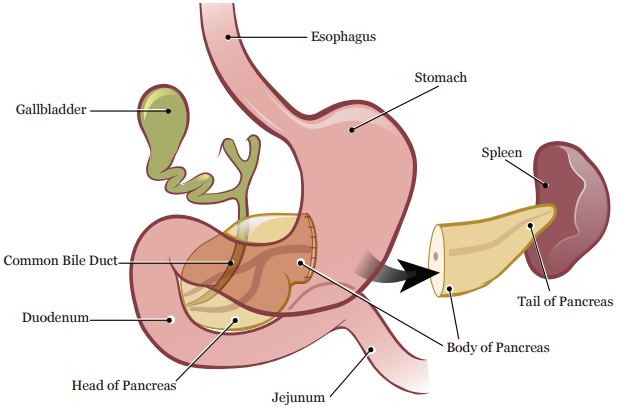 Esophagus
Stomach
Gallbladder
Spleen
Common Bile Duct
Tail of Pancreas
Duodenum
Body of Pancreas
Head of Pancreas
Jejunum